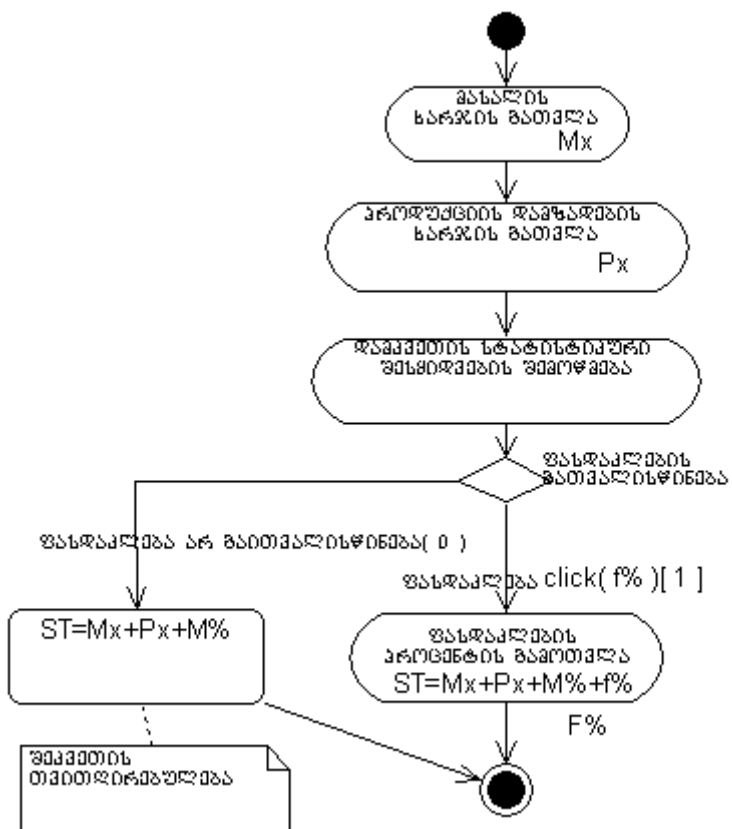 მასალის
ხარჯის გათვლა
Mx
პროდუქციის დამზადების
ხარჯის გათვლა
Px
დამკვეთის სტატისტიკური
შესყიდვების შემოწმება
ფასდაკლების
გათვალისწინება
ფასდაკლება არ გაითვალისწინება( 0 )
ფასდაკლება click( f% )[ 1 ]
ST=Mx+Px+M%
ფასდაკლების
პროცენტის გამოთვლა
ST=Mx+Px+M%+f%
F%
შეკვეთის
თვითღირებულება